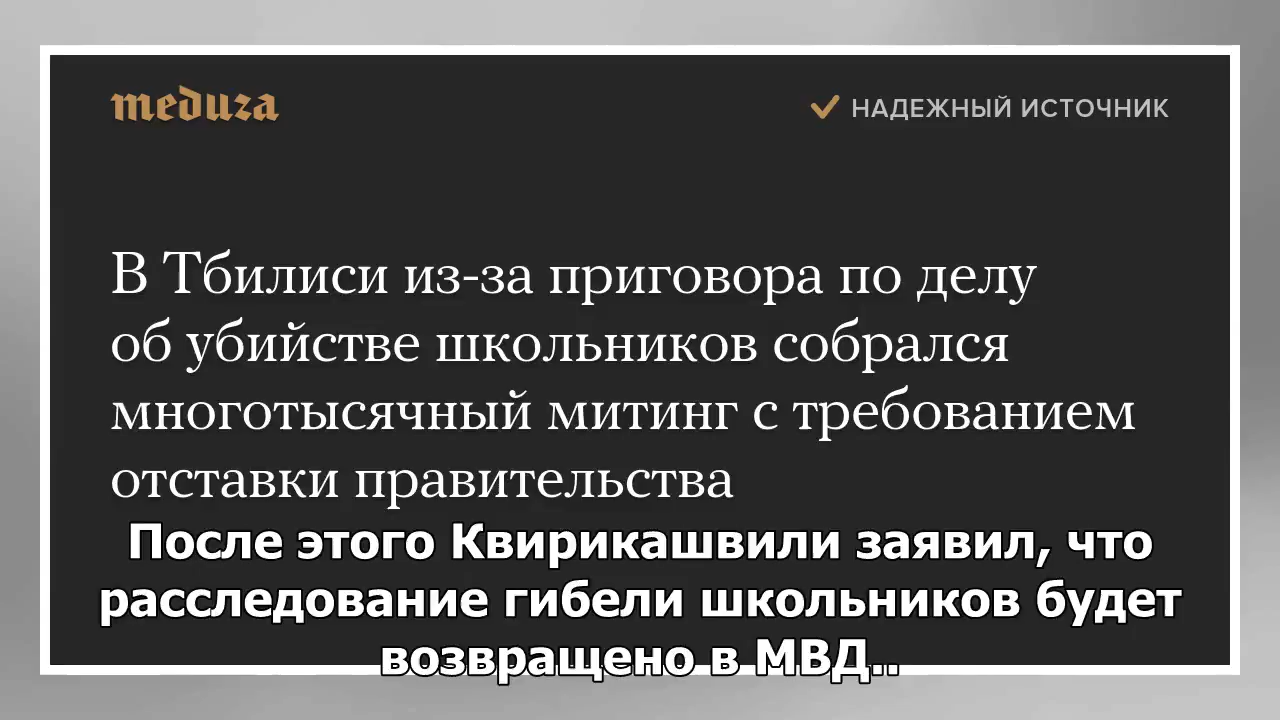 meduza
НАДЕЖНЫЙ ИСТОЧНИК
В Тбилиси из-за приговора по делу
об убийстве школьников собрался
многотысячный митинг с требованием
отставки правительства
После этого Квирикашвили заявил, что
расследование гибели школьников будет
возвращено в МВД..